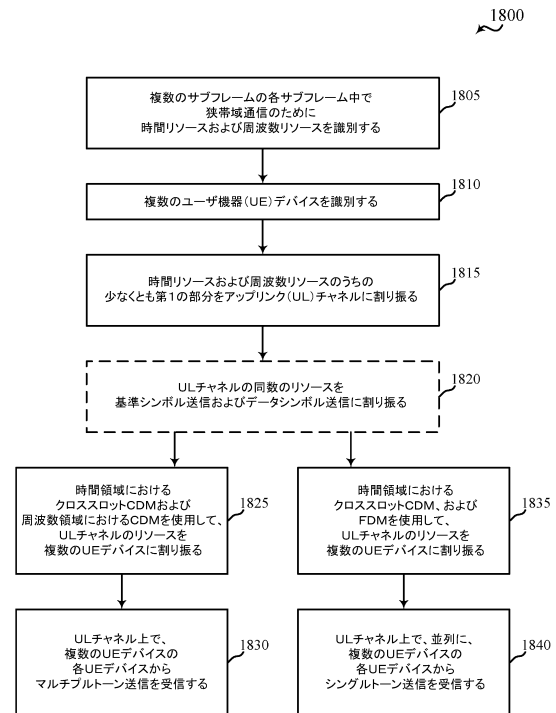 1800
複数のサブフレームの各サブフレーム中で
狭帯域通信のために
時間リソースおよび周波数リソースを識別する
1805
複数のユーザ機器(UE)デバイスを識別する
1810
時間リソースおよび周波数リソースのうちの
少なくとも第1の部分をアップリンク(UL)チャネルに割り振る
1815
ULチャネルの同数のリソースを
基準シンボル送信およびデータシンボル送信に割り振る
1820
時間領域における
クロススロットCDMおよび
周波数領域におけるCDMを使用して、
ULチャネルのリソースを
複数のUEデバイスに割り振る
1825
時間領域における
クロススロットCDM、および
FDMを使用して、
ULチャネルのリソースを
複数のUEデバイスに割り振る
1835
ULチャネル上で、
複数のUEデバイスの
各UEデバイスから
マルチプルトーン送信を受信する
1830
ULチャネル上で、並列に、
複数のUEデバイスの
各UEデバイスから
シングルトーン送信を受信する
1840